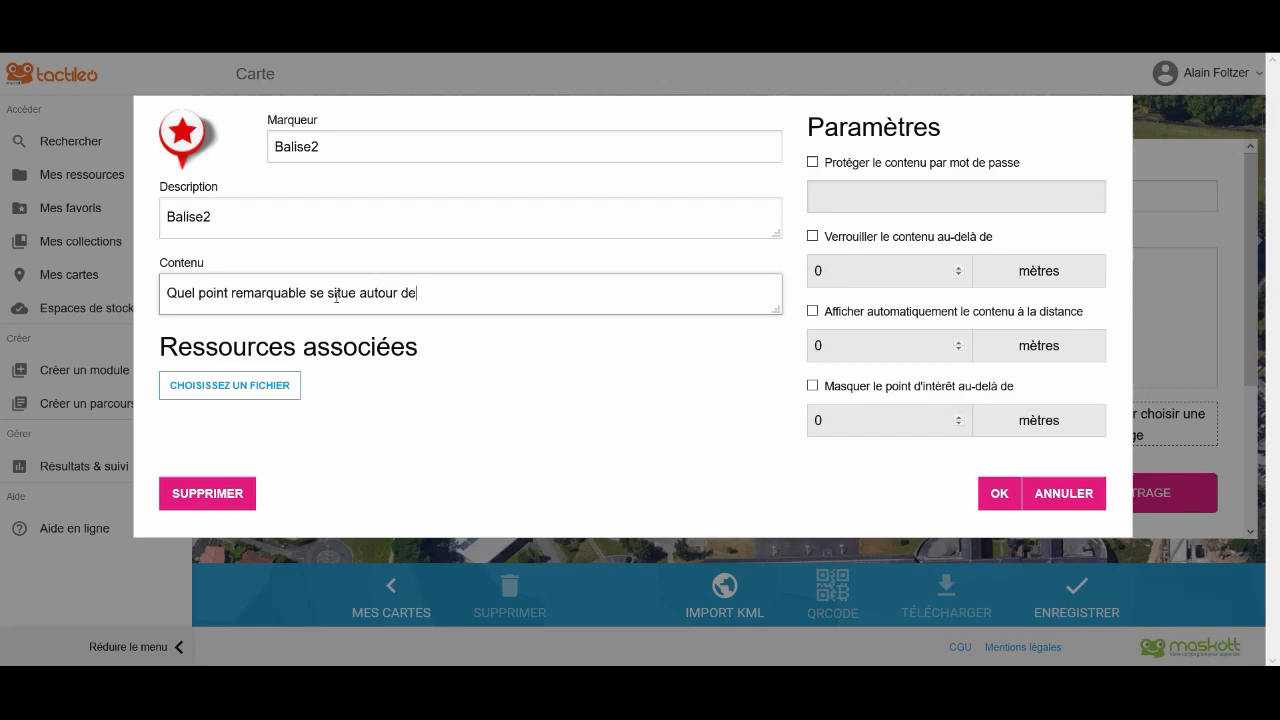 tactileo
Carte
Alain Foltzer
Accéder
Rechercher
Mes ressources
Mes favoris
Mes collections
Mes cartes
Espaces de stock
Créer
Créer un module
Créer un parcours
Gérer
Résultats & suivi
Aide
Aide en ligne
Réduire le menu
Marqueur
Balise2
Description
Balise2
Contenu
Quel point remarquable se situe autour de
Ressources associées
CHOISISSEZ UN FICHIER
SUPPRIMER
Paramètres
Protéger le contenu par mot de passe
Verrouiller le contenu au-delà de
0 mètres
Afficher automatiquement le contenu à la distance
0 mètres
Masquer le point d'intérêt au-delà de
0 mètres
OK ANNULER
r choisir une
ge
TRAGE
MES CARTES
SUPPRIMER
IMPORT KML
QRCODE
TÉLÉCHARGER
ENREGISTRER
CGU Mentions légales
maskott